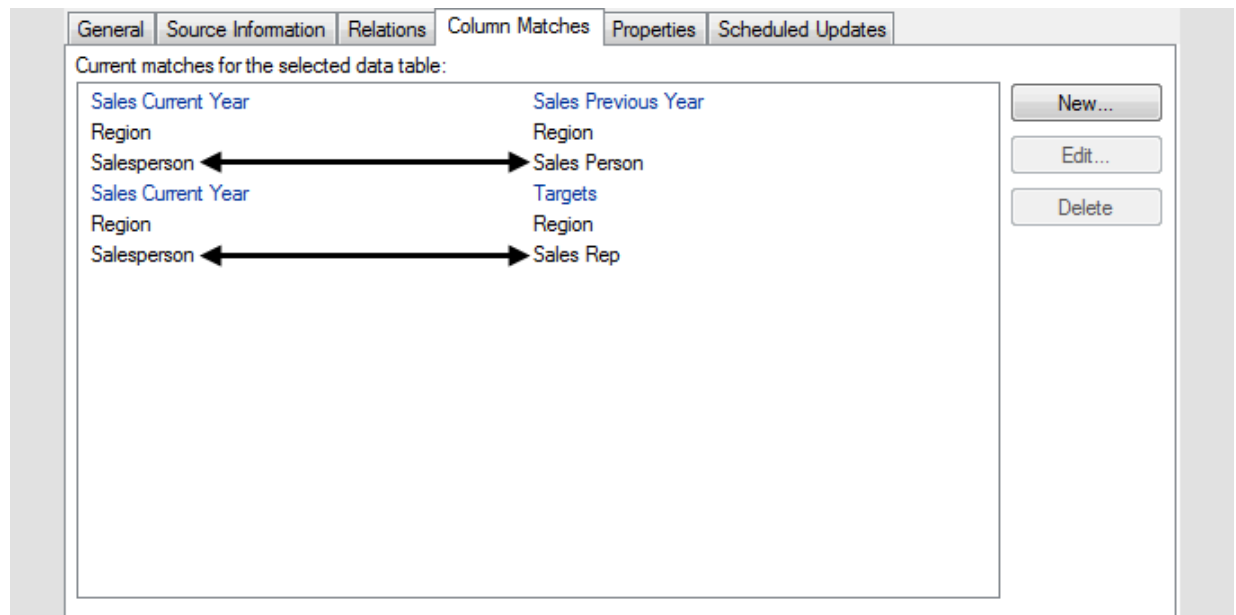 General Source Information Relations Column Matches Properties Scheduled Updates
Current matches for the selected data table:
Sales Current Year Sales Previous Year
Region Region
Salesperson Sales Person
Sales Current Year Targets
Region Region
Salesperson Sales Rep
New...
Edit...
Delete